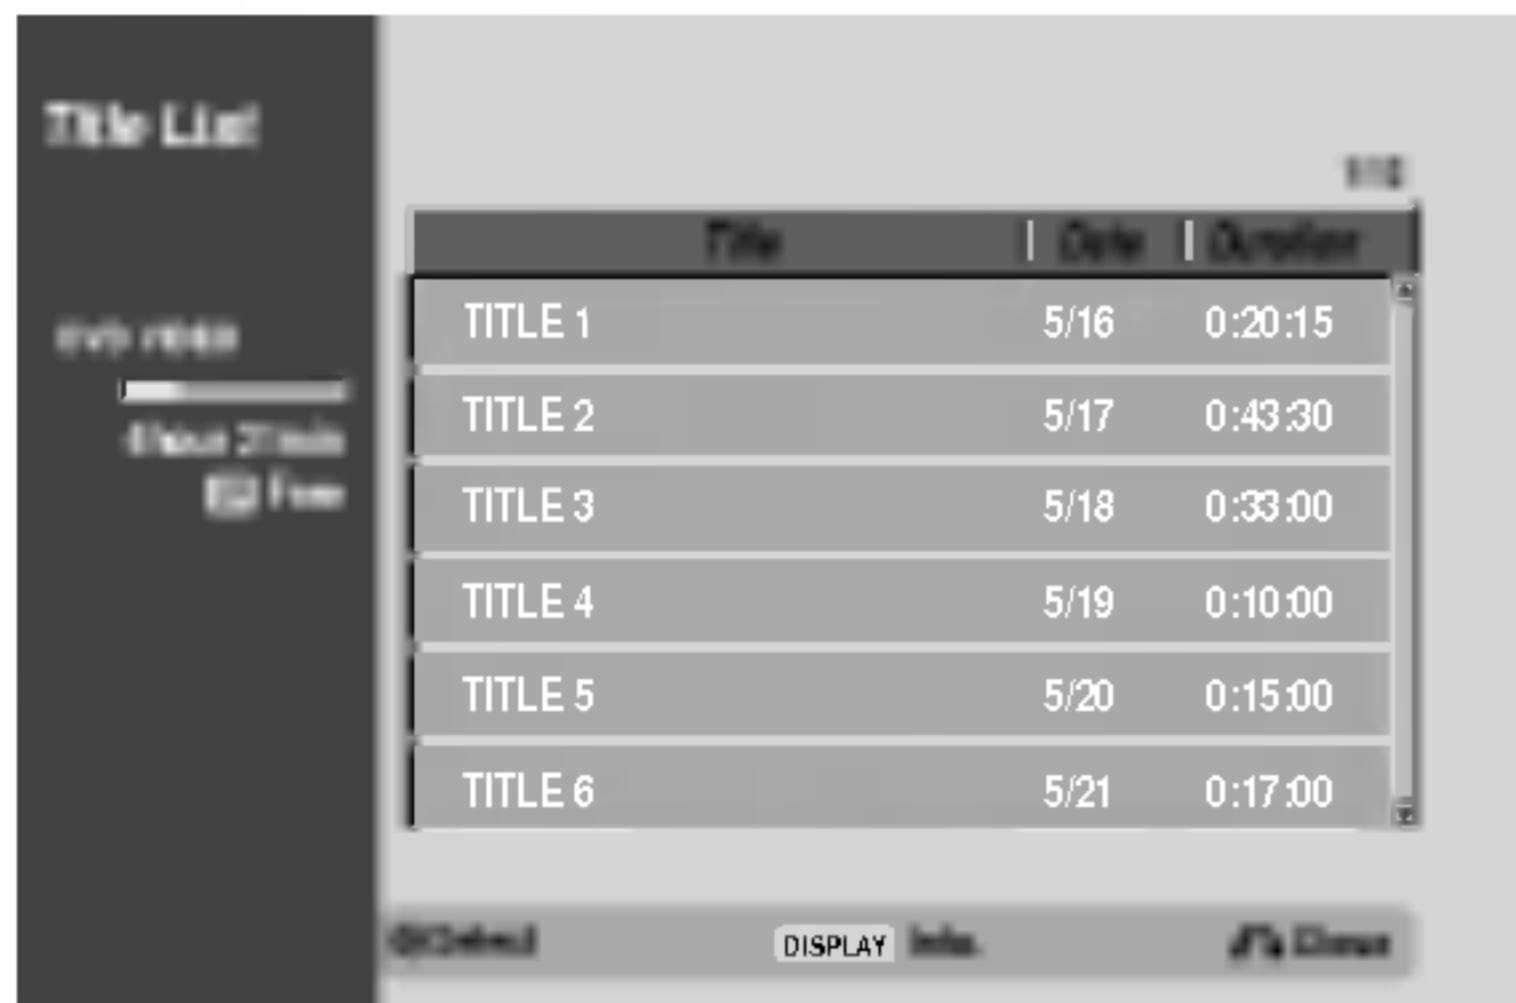 Title List
Title | Date | Duration
TITLE 1 5/16 0:20:15
TITLE 2 5/17 0:43:30
TITLE 3 5/18 0:33:00
TITLE 4 5/19 0:10:00
TITLE 5 5/20 0:15:00
TITLE 6 5/21 0:17:00
Free
DISPLAY Info.